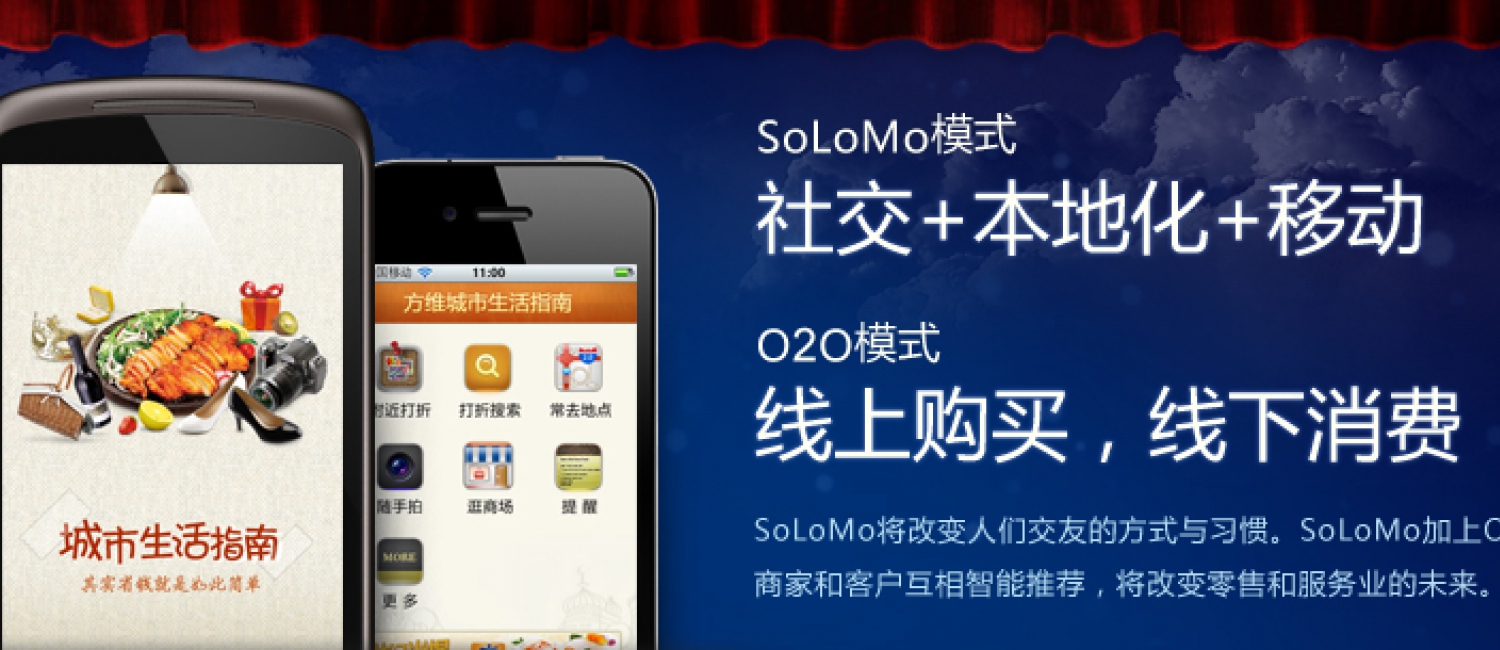 SoLoMo模式
社交+本地化+移动
O2O模式
线上购买，线下消费
SoLoMo将改变人们交友的方式与习惯。SoLoMo加上
商家和客户互相智能推荐，将改变零售和服务业的未来。
城市生活指南
其实省钱就是如此简单
国移动 11:00
方维城市生活指南
附近打折 打折搜索 常去地点
随手拍 逛商场 提醒
MORE
更多